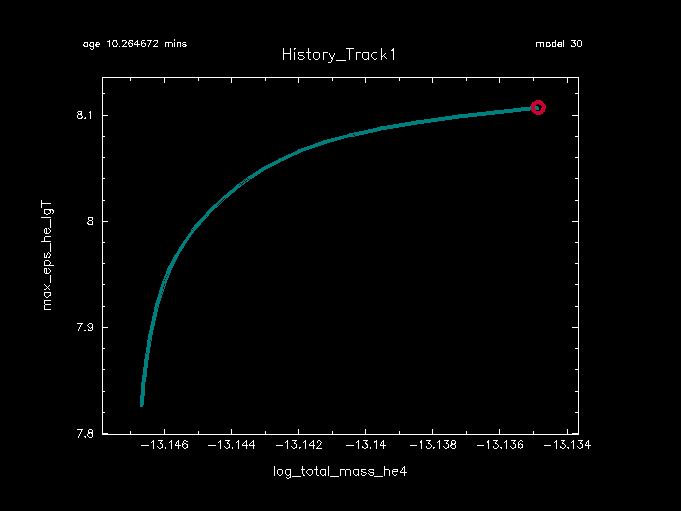 age 10.264672 mins
model 30
History_Track1
8.1
8
7.9
7.8
max_eps_he_lgT
−13.146 −13.144 −13.142 −13.14 −13.138 −13.136 −13.134
log_total_mass_he4